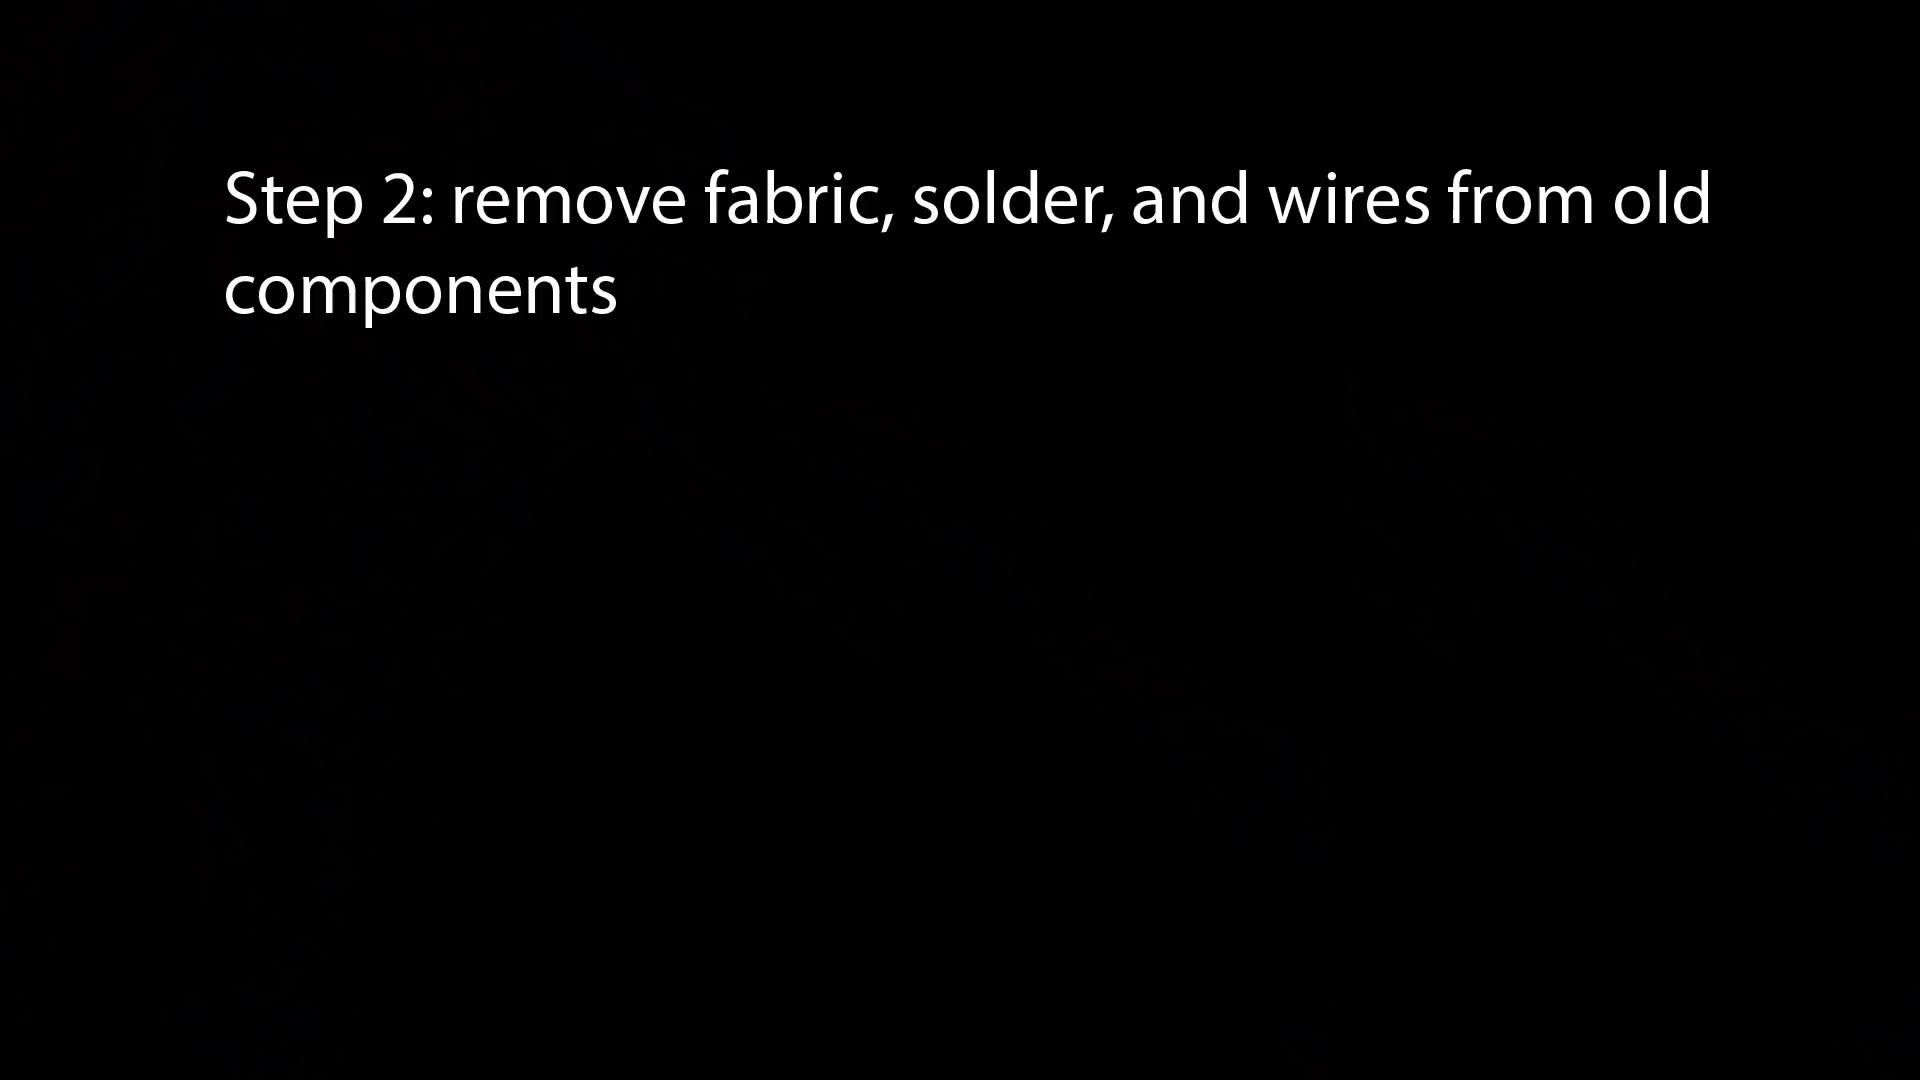 Step 2: remove fabric, solder, and wires from old
components